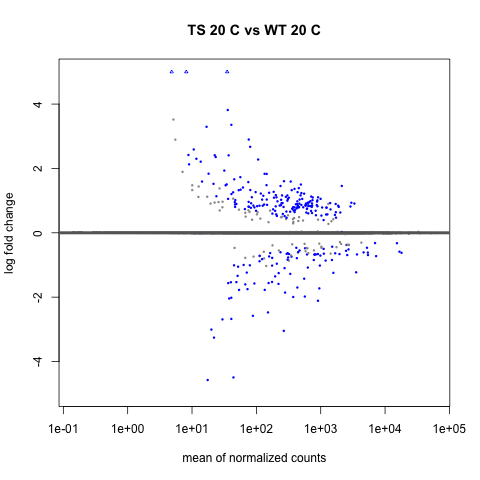 TS 20 C vs WT 20 C
log fold change
4
2
0
-2
-4
1e-01
1e+00
1e+01
1e+02
1e+03
1e+04
1e+05
mean of normalized counts